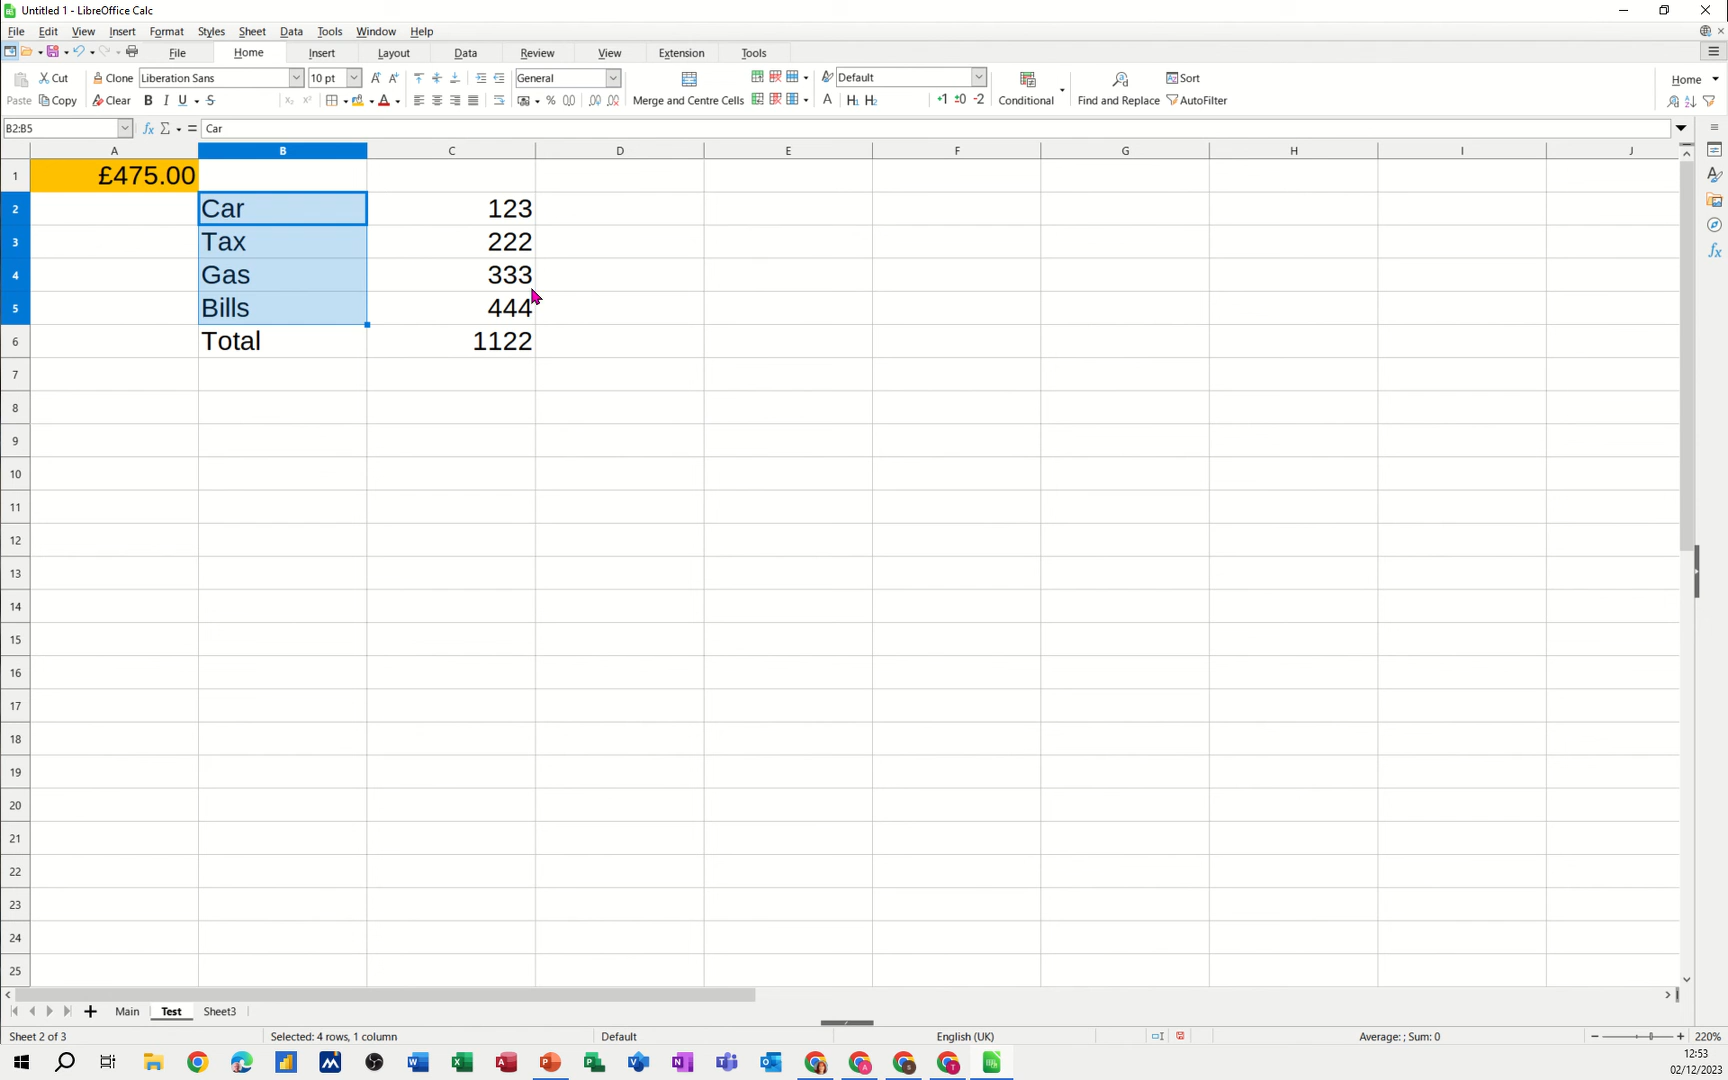 Untitled 1 - LibreOffice Calc
File Edit View Insert Format Styles Sheet Data Tools Window Help
File Home Insert Layout Data Review View Extension Tools
Cut Clone Liberation Sans 10 pt General Default Sort Home
Paste Copy Clear Merge and Centre Cells Conditional Find and Replace AutoFilter
B2:B5 Car
A B C D E F G H I J
1 £475.00
2 Car 123
3 Tax 222
4 Gas 333
5 Bills 444
6 Total 1122
7
8
9
10
11
12
13
14
15
16
17
18
19
20
21
22
23
24
25
Main Test Sheet3
Sheet 2 of 3 Selected: 4 rows, 1 column Default English (UK) Average: ; Sum: 0 220%
12:53
02/12/2023